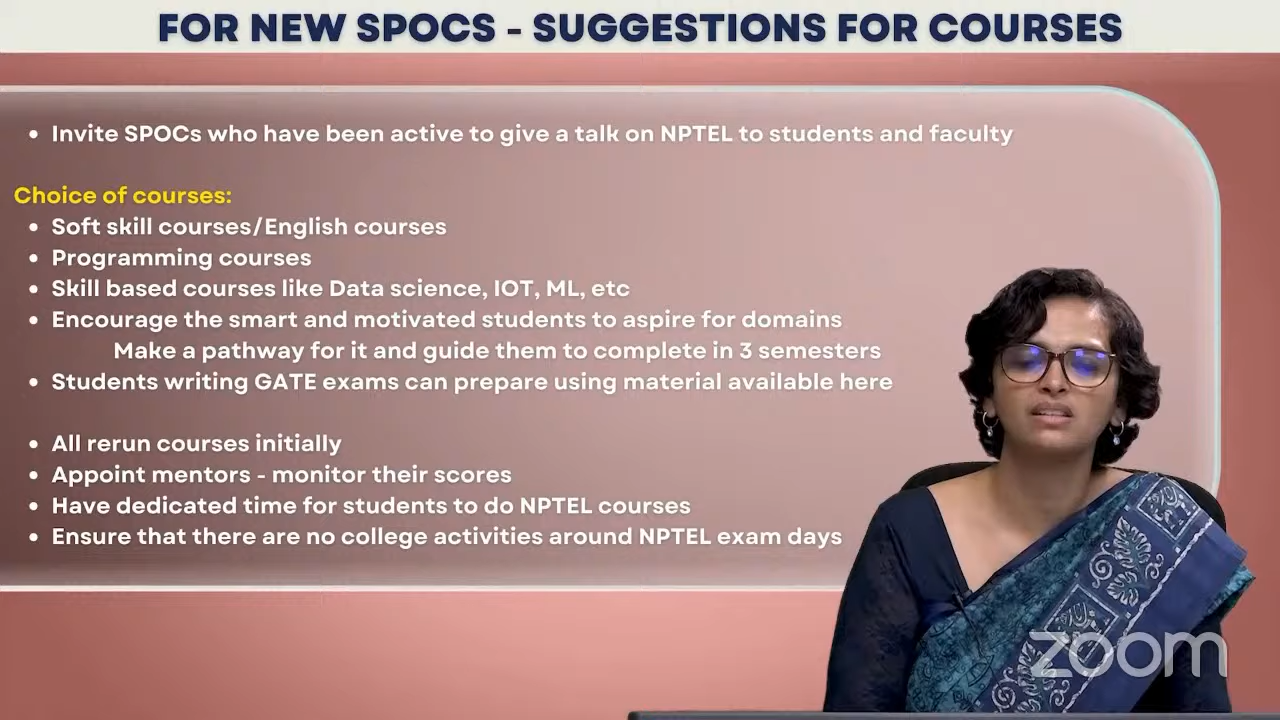 FOR NEW SPOCS - SUGGESTIONS FOR COURSES
• Invite SPOCs who have been active to give a talk on NPTEL to students and faculty
Choice of courses:
• Soft skill courses/English courses
• Programming courses
• Skill based courses like Data science, IOT, ML, etc
• Encourage the smart and motivated students to aspire for domains
Make a pathway for it and guide them to complete in 3 semesters
• Students writing GATE exams can prepare using material available here
• All rerun courses initially
• Appoint mentors - monitor their scores
• Have dedicated time for students to do NPTEL courses
• Ensure that there are no college activities around NPTEL exam days
zoom